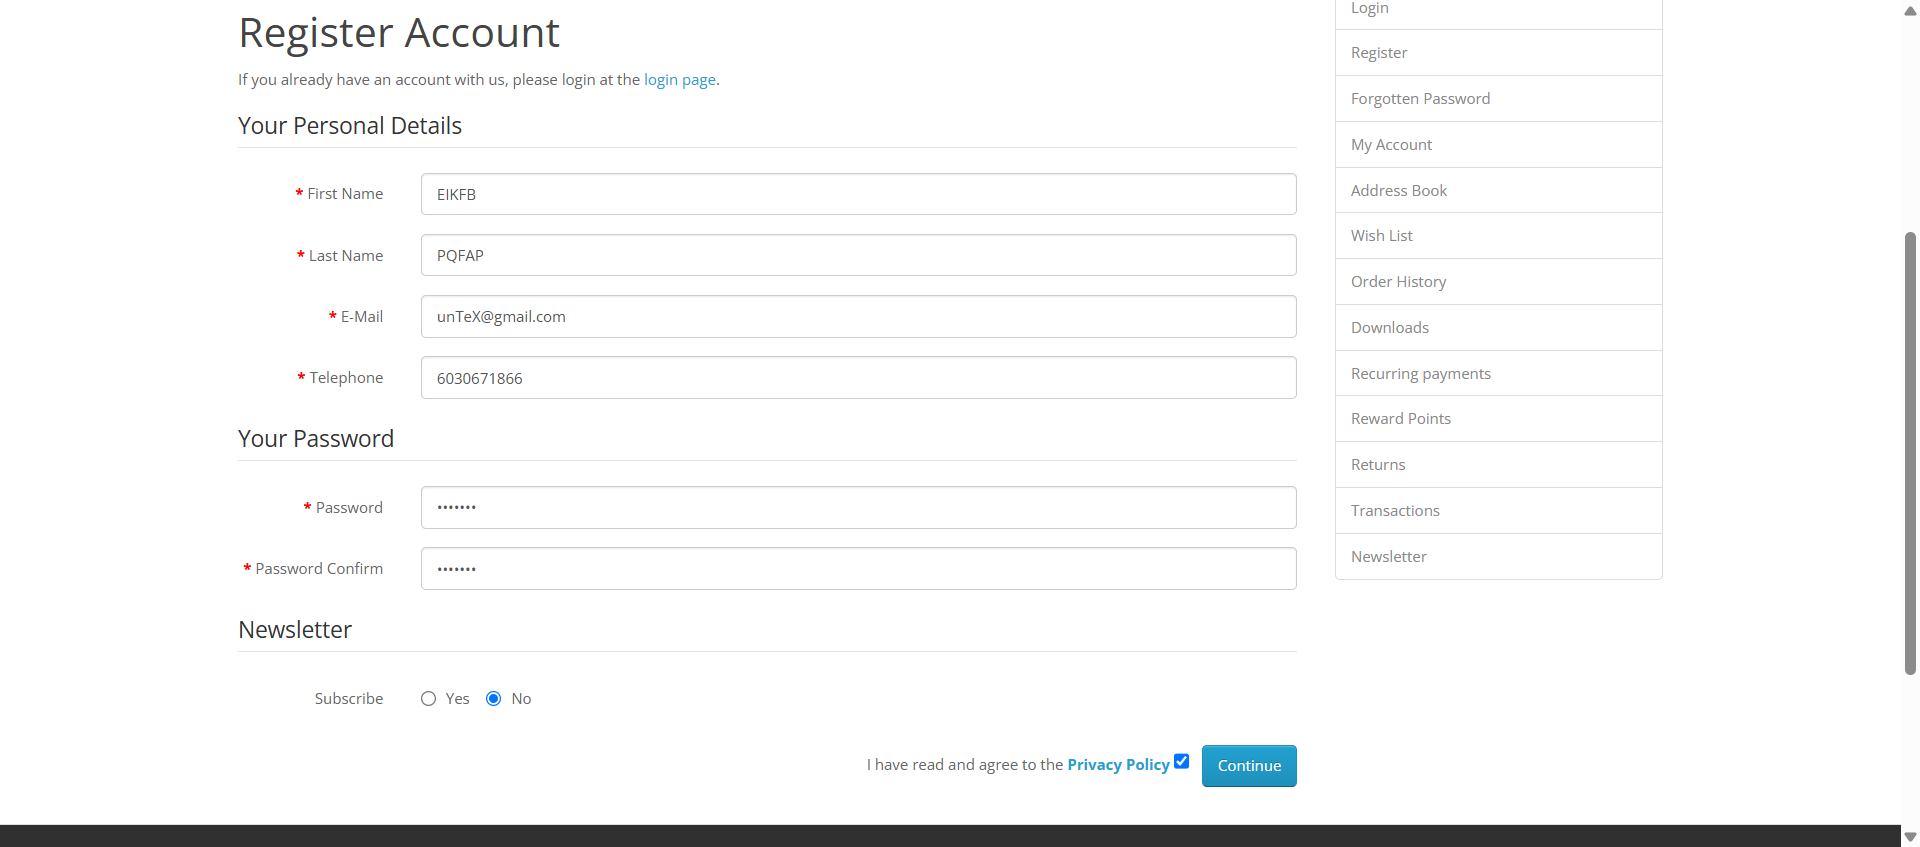 Register Account
If you already have an account with us, please login at the login page.
Your Personal Details
* First Name
EIKFB
* Last Name
PQFAP
* E-Mail
unTeX@gmail.com
* Telephone
6030671866
Your Password
* Password
•••••••
* Password Confirm
•••••••
Newsletter
Subscribe Yes No
I have read and agree to the Privacy Policy Continue
Login
Register
Forgotten Password
My Account
Address Book
Wish List
Order History
Downloads
Recurring payments
Reward Points
Returns
Transactions
Newsletter